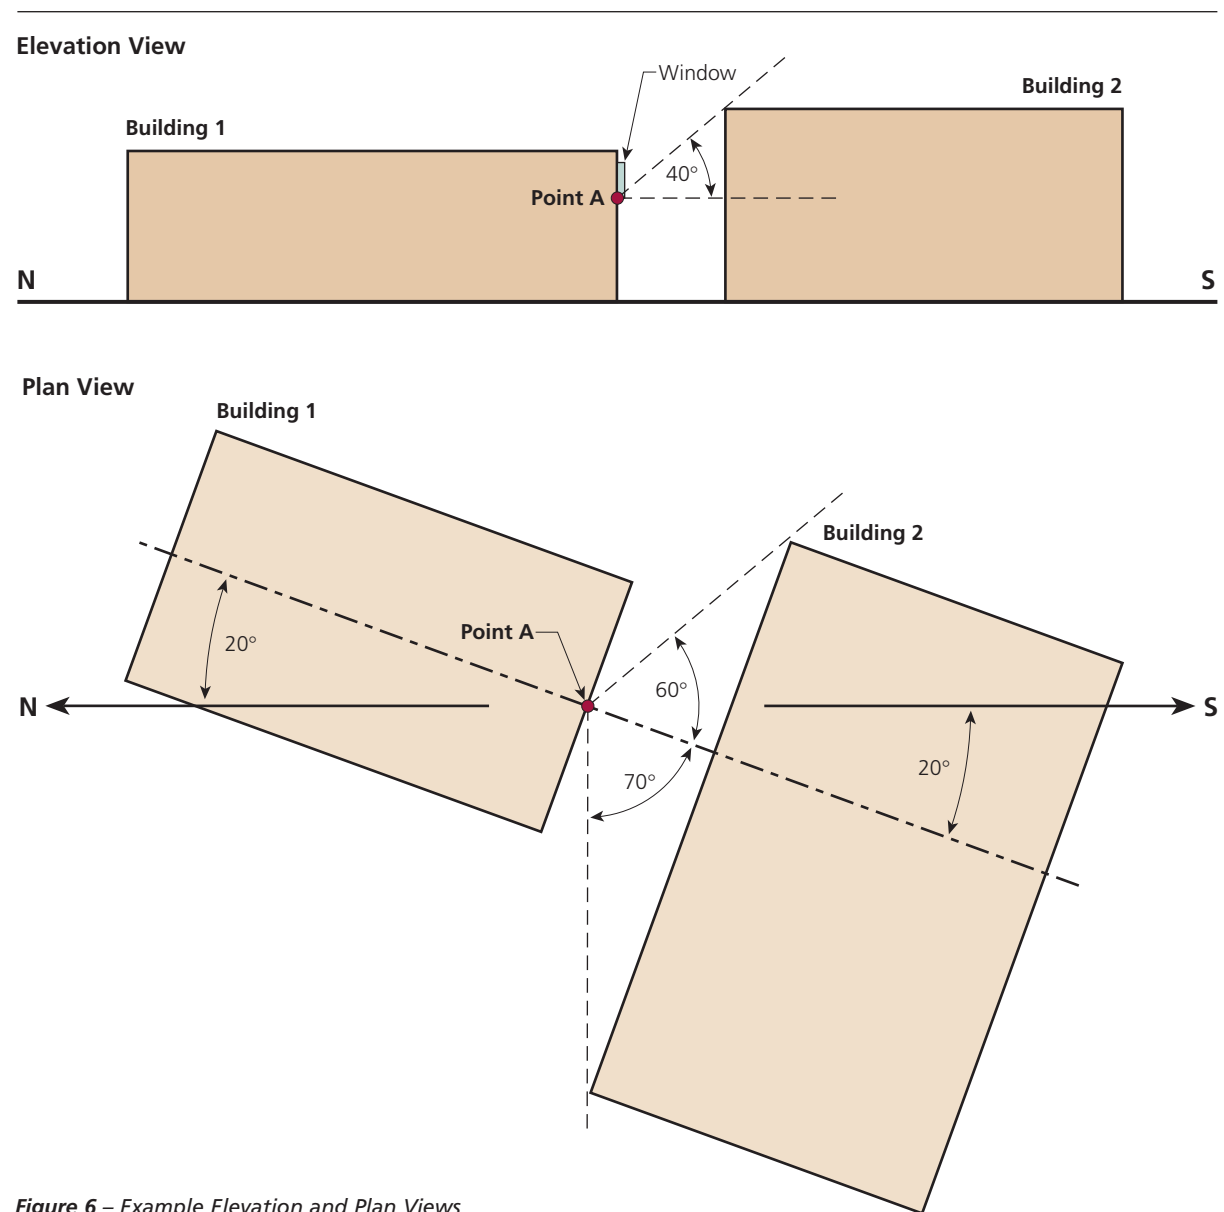 Elevation View
Window
Building 2
Building 1
40°
Point A
N
S
Plan View
Building 1
Building 2
Point A
20°
60°
N
S
20°
70°
Figure 6 – Example Elevation and Plan Views